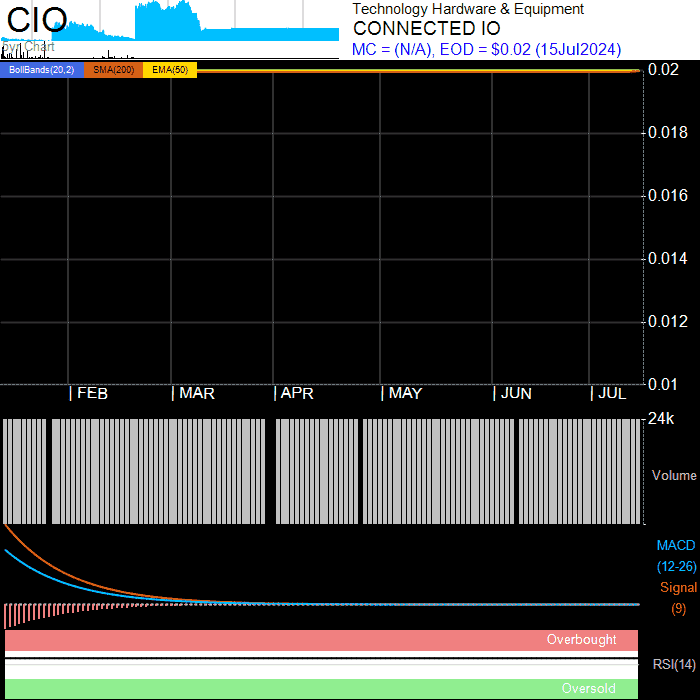 CIO
5yr Chart
Technology Hardware & Equipment
CONNECTED IO
MC = (N/A), EOD = $0.02 (15Jul2024)
BollBands(20,2) SMA(200) EMA(50)
0.02
0.018
0.016
0.014
0.012
0.01
| FEB | MAR | APR | MAY | JUN | JUL
24k
Volume
MACD
(12-26)
Signal
(9)
Overbought
RSI(14)
Oversold